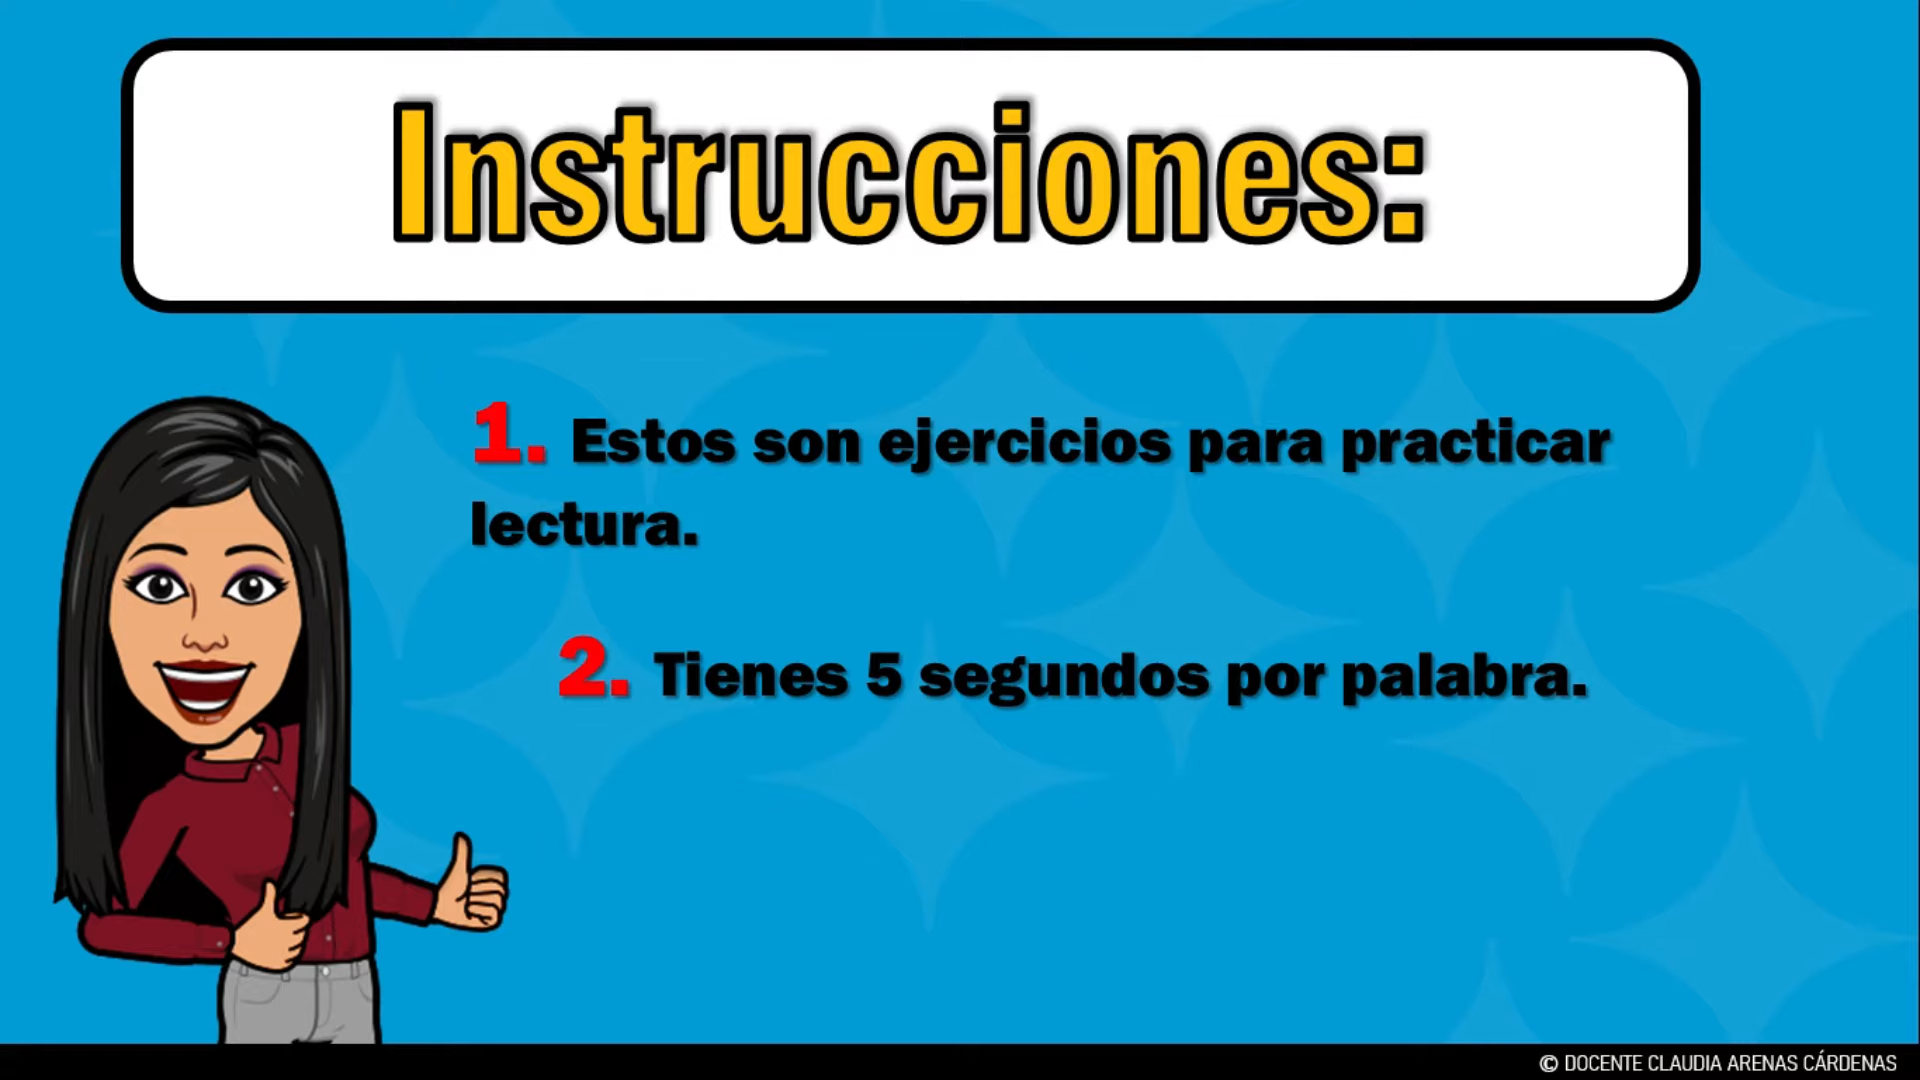 Instrucciones:
1. Estos son ejercicios para practicar
lectura.
2. Tienes 5 segundos por palabra.
© DOCENTE CLAUDIA ARENAS CÁRDENAS